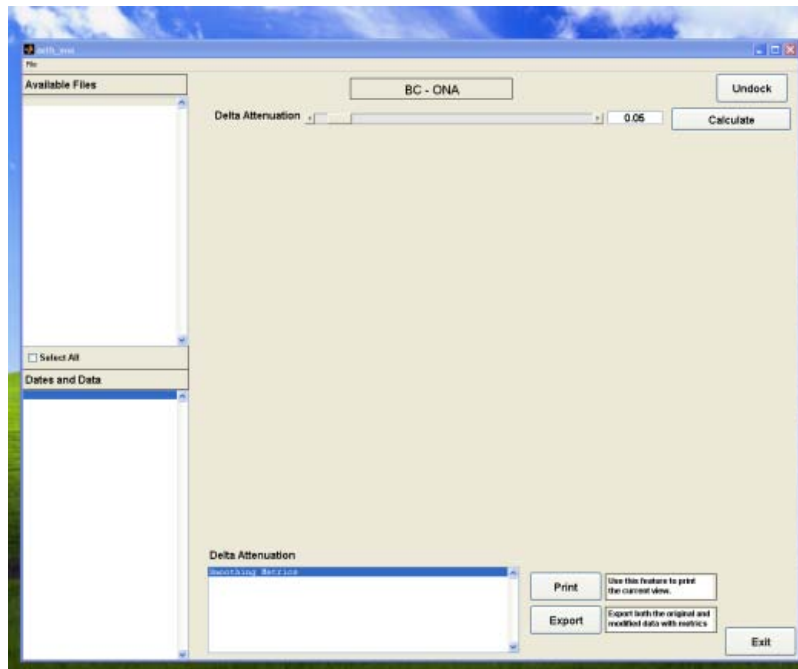 File
Available Files
BC - ONA
Undock
Delta Attenuation
0.05
Calculate
Select All
Dates and Data
Delta Attenuation
Smoothing Metrics
Print
Use this feature to print
the current view.
Export
Export both the original and
modified data with metrics
Exit